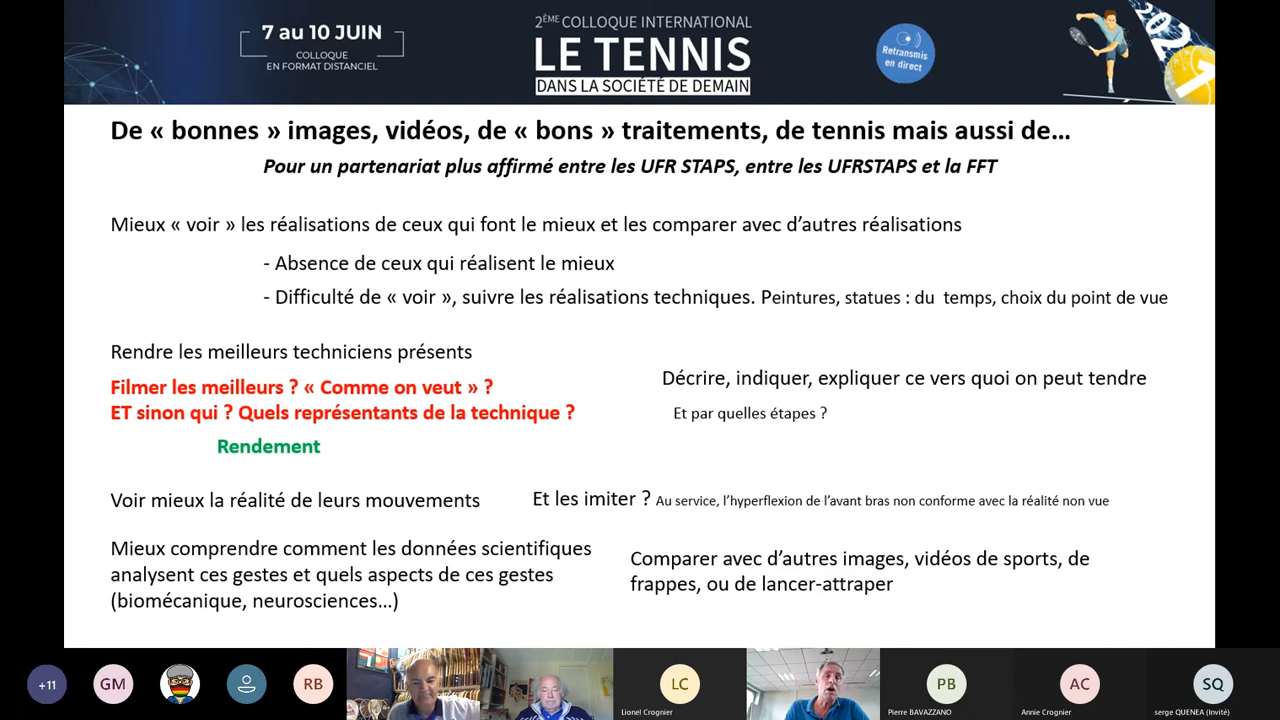 7 au 10 JUIN
COLLOQUE
EN FORMAT DISTANCIEL
2ÈME COLLOQUE INTERNATIONAL
LE TENNIS
DANS LA SOCIÉTÉ DE DEMAIN
Retransmis
en direct
De « bonnes » images, vidéos, de « bons » traitements, de tennis mais aussi de…
Pour un partenariat plus affirmé entre les UFR STAPS, entre les UFRSTAPS et la FFT
Mieux « voir » les réalisations de ceux qui font le mieux et les comparer avec d’autres réalisations
- Absence de ceux qui réalisent le mieux
- Difficulté de « voir », suivre les réalisations techniques. Peintures, statues : du  temps, choix du point de vue
Rendre les meilleurs techniciens présents
Filmer les meilleurs ? « Comme on veut » ?
ET sinon qui ? Quels représentants de la technique ?
Rendement
Décrire, indiquer, expliquer ce vers quoi on peut tendre
Et par quelles étapes ?
Voir mieux la réalité de leurs mouvements
Et les imiter ? Au service, l’hyperflexion de l’avant bras non conforme avec la réalité non vue
Mieux comprendre comment les données scientifiques
analysent ces gestes et quels aspects de ces gestes
(biomécanique, neurosciences…)
Comparer avec d’autres images, vidéos de sports, de
frappes, ou de lancer-attraper
+11
GM
RB
LC
Lionel Crognier
PB
Pierre BAVAZZANO
AC
Annie Crognier
SQ
serge QUENEA (Invité)